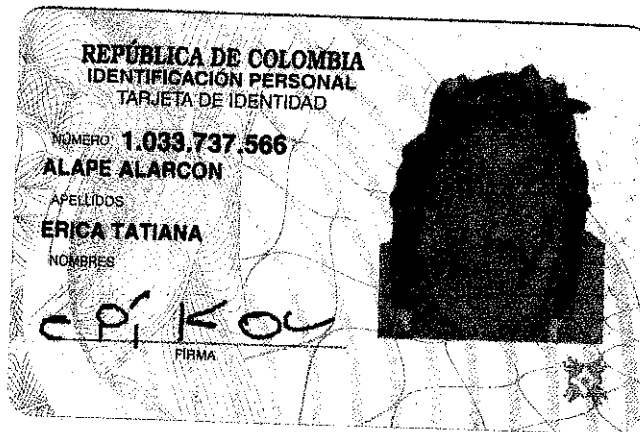 REPÚBLICA DE COLOMBIA
IDENTIFICACIÓN PERSONAL
TARJETA DE IDENTIDAD
NÚMERO 1.033.737.566
ALAPE ALARCON
APELLIDOS
ERICA TATIANA
NOMBRES
eríka
FIRMA